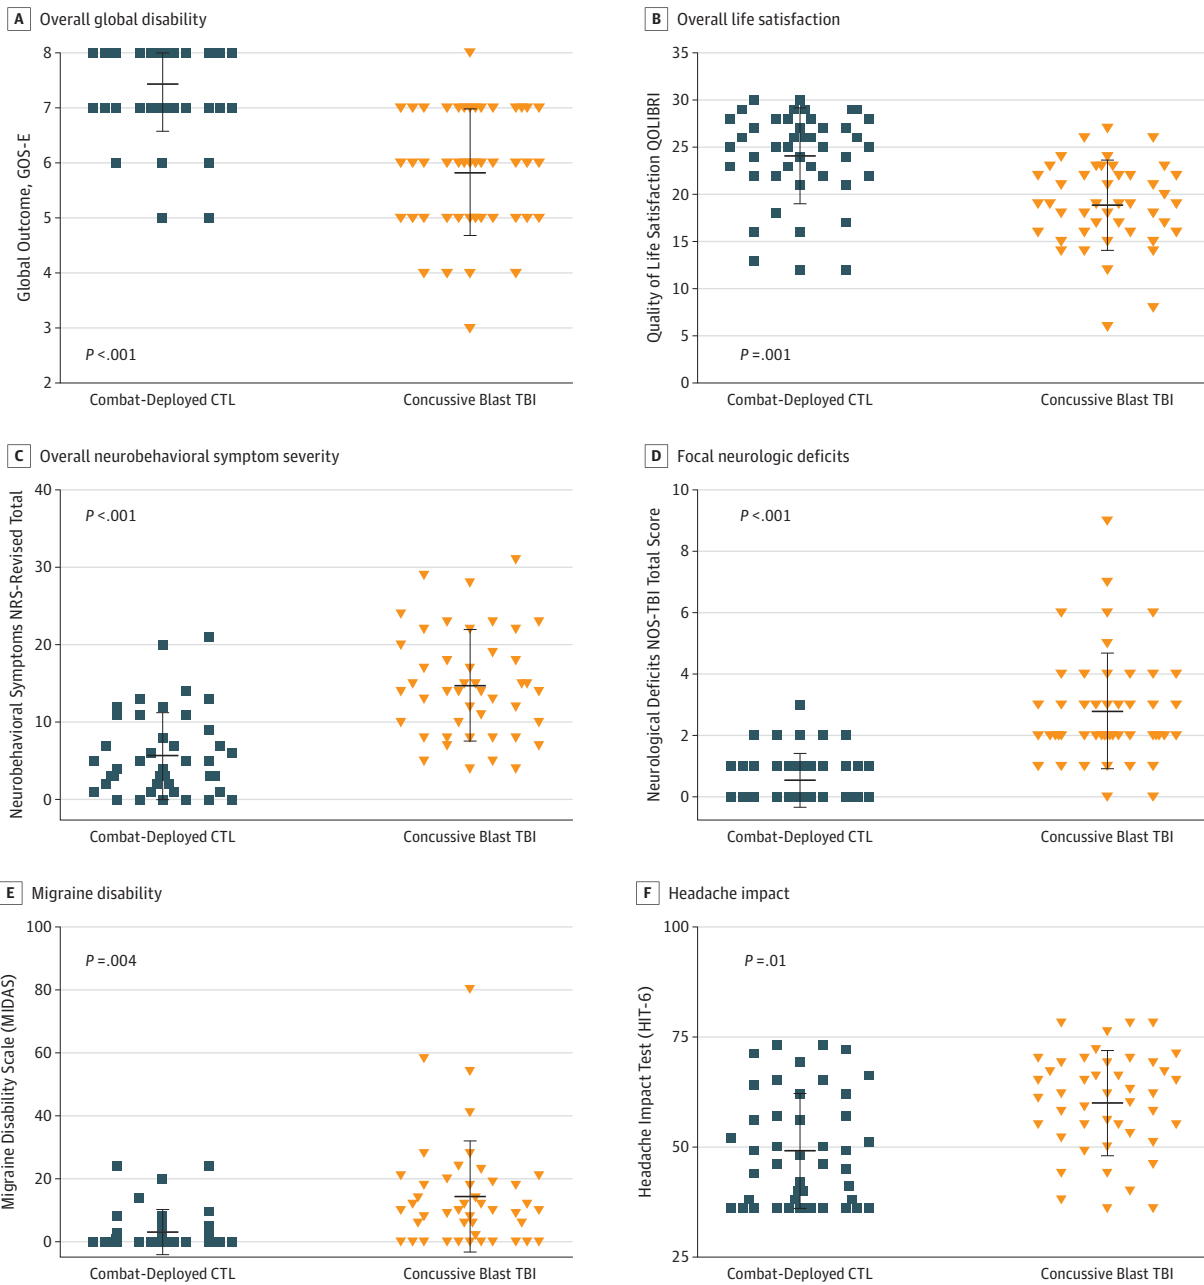 A Overall global disability
Global Outcome, GOS-E
8
7
6
5
4
3
2
P <.001
Combat-Deployed CTL
Concussive Blast TBI
B Overall life satisfaction
Quality of Life Satisfaction QOLIBRI
35
30
25
20
15
10
5
0
P =.001
Combat-Deployed CTL
Concussive Blast TBI
C Overall neurobehavioral symptom severity
Neurobehavioral Symptoms NRS-Revised Total
40
30
20
10
0
P <.001
Combat-Deployed CTL
Concussive Blast TBI
D Focal neurologic deficits
Neurological Deficits NOS-TBI Total Score
10
8
6
4
2
0
P <.001
Combat-Deployed CTL
Concussive Blast TBI
E Migraine disability
Migraine Disability Scale (MIDAS)
100
80
60
40
20
0
P =.004
Combat-Deployed CTL
Concussive Blast TBI
F Headache impact
Headache Impact Test (HIT-6)
100
75
50
25
P =.01
Combat-Deployed CTL
Concussive Blast TBI